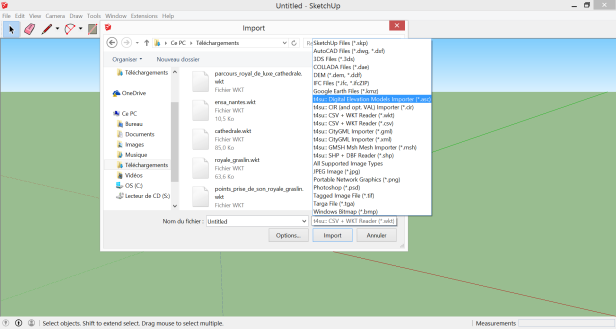 Untitled - SketchUp
File Edit View Camera Draw Tools Window Extensions Help
Import
Ce PC Téléchargements
Organiser Nouveau dossier
Téléchargements
OneDrive
Ce PC
Bureau
Documents
Images
Musique
Téléchargements
Vidéos
OS (C:)
Lecteur de CD (S:)
parcours_royal_de_luxe_cathedrale.
wkt
Fichier WKT
ensa_nantes.wkt
Fichier WKT
10,5 Ko
cathedrale.wkt
Fichier WKT
85,0 Ko
royale_graslin.wkt
Fichier WKT
63,6 Ko
points_prise_de_son_royale_graslin.
wkt
Fichier WKT
SketchUp Files (*.skp)
AutoCAD Files (*.dwg, *.dxf)
3DS Files (*.3ds)
COLLADA Files (*.dae)
DEM (*.dem, *.ddf)
IFC Files (*.ifc, *.ifcZIP)
Google Earth Files (*.kmz)
t4su:: Digital Elevation Models Importer (*.asc)
t4su:: CIR (and opt. VAL) Importer (*.cir)
t4su:: CSV + WKT Reader (*.wkt)
t4su:: CSV + WKT Reader (*.csv)
t4su:: CityGML Importer (*.gml)
t4su:: CityGML Importer (*.xml)
t4su:: GMSH Msh Mesh Importer (*.msh)
t4su:: SHP + DBF Reader (*.shp)
All Supported Image Types
JPEG Image (*.jpg)
Portable Network Graphics (*.png)
Photoshop (*.psd)
Tagged Image File (*.tif)
Targa File (*.tga)
Windows Bitmap (*.bmp)
Nom du fichier : Untitled
t4su:: CSV + WKT Reader (*.wkt)
Options... Import Annuler
Select objects. Shift to extend select. Drag mouse to select multiple.
Measurements